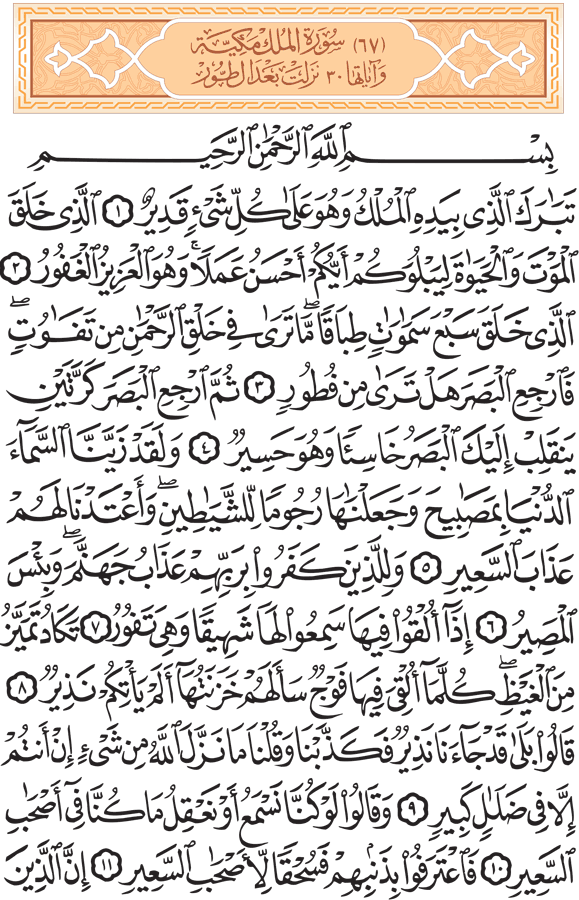 (٦٧) سُورَةُ المُلْكِ مَكِّيَّة
وَآيَاتُهَا ٣٠ نَزَلَتْ بَعْدَ الطُّورِ
بِسْمِ ٱللَّهِ ٱلرَّحْمَٰنِ ٱلرَّحِيمِ
تَبَٰرَكَ ٱلَّذِى بِيَدِهِ ٱلْمُلْكُ وَهُوَ عَلَىٰ كُلِّ شَىْءٍ قَدِيرٌ ١ ٱلَّذِى خَلَقَ
ٱلْمَوْتَ وَٱلْحَيَوٰةَ لِيَبْلُوَكُمْ أَيُّكُمْ أَحْسَنُ عَمَلًا ۚ وَهُوَ ٱلْعَزِيزُ ٱلْغَفُورُ ٢
ٱلَّذِى خَلَقَ سَبْعَ سَمَٰوَٰتٍ طِبَاقًا ۖ مَّا تَرَىٰ فِى خَلْقِ ٱلرَّحْمَٰنِ مِن تَفَٰوُتٍ ۖ
فَٱرْجِعِ ٱلْبَصَرَ هَلْ تَرَىٰ مِن فُطُورٍ ٣ ثُمَّ ٱرْجِعِ ٱلْبَصَرَ كَرَّتَيْنِ
يَنقَلِبْ إِلَيْكَ ٱلْبَصَرُ خَاسِئًا وَهُوَ حَسِيرٌ ٤ وَلَقَدْ زَيَّنَّا ٱلسَّمَآءَ
ٱلدُّنْيَا بِمَصَٰبِيحَ وَجَعَلْنَٰهَا رُجُومًا لِّلشَّيَٰطِينِ ۖ وَأَعْتَدْنَا لَهُمْ
عَذَابَ ٱلسَّعِيرِ ٥ وَلِلَّذِينَ كَفَرُوا۟ بِرَبِّهِمْ عَذَابُ جَهَنَّمَ ۖ وَبِئْسَ
ٱلْمَصِيرُ ٦ إِذَآ أُلْقُوا۟ فِيهَا سَمِعُوا۟ لَهَا شَهِيقًا وَهِىَ تَفُورُ ٧ تَكَادُ تَمَيَّزُ
مِنَ ٱلْغَيْظِ ۖ كُلَّمَآ أُلْقِىَ فِيهَا فَوْجٌ سَأَلَهُمْ خَزَنَتُهَآ أَلَمْ يَأْتِكُمْ نَذِيرٌ ٨
قَالُوا۟ بَلَىٰ قَدْ جَآءَنَا نَذِيرٌ فَكَذَّبْنَا وَقُلْنَا مَا نَزَّلَ ٱللَّهُ مِن شَىْءٍ إِنْ أَنتُمْ
إِلَّا فِى ضَلَٰلٍ كَبِيرٍ ٩ وَقَالُوا۟ لَوْ كُنَّا نَسْمَعُ أَوْ نَعْقِلُ مَا كُنَّا فِىٓ أَصْحَٰبِ
ٱلسَّعِيرِ ١٠ فَٱعْتَرَفُوا۟ بِذَنۢبِهِمْ فَسُحْقًا لِّأَصْحَٰبِ ٱلسَّعِيرِ ١١ إِنَّ ٱلَّذِينَ